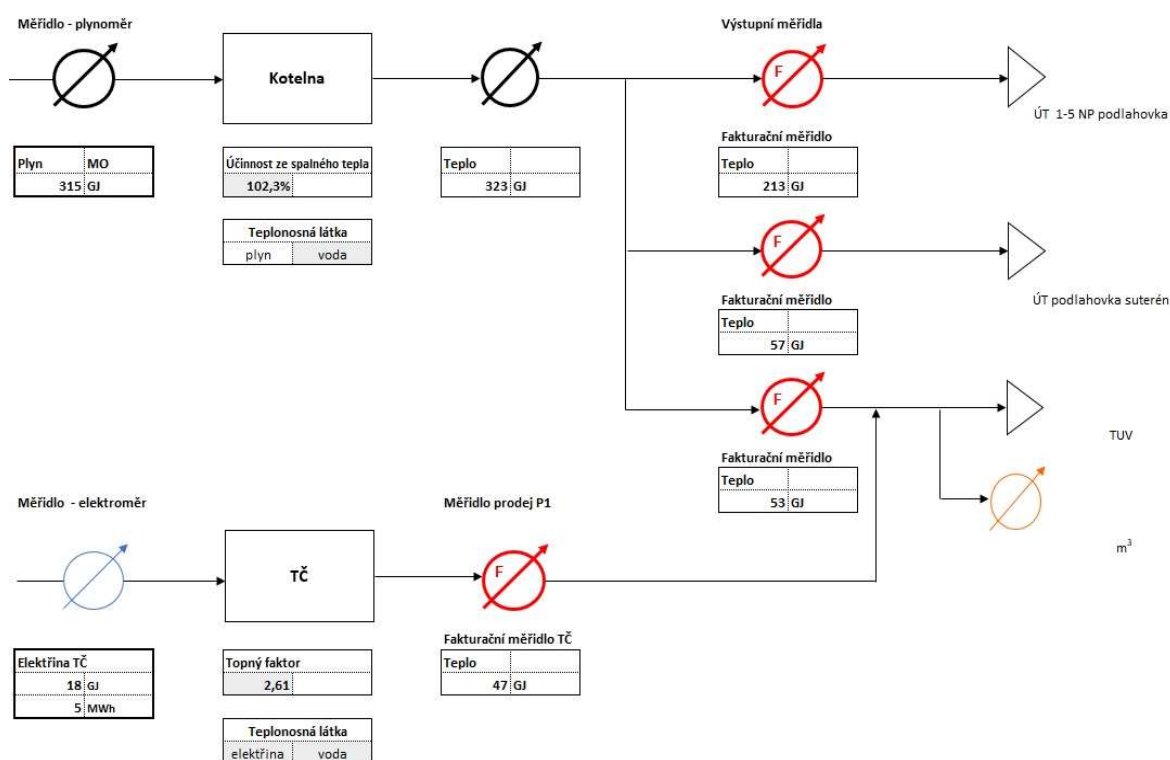 Měřidlo - plynoměr
Výstupní měřidla
Kotelna
F
ÚT 1-5 NP podlahovka
Fakturační měřidlo
Plyn MO
315 GJ
Účinnost ze spalného tepla
102,3%
Teplo
323 GJ
Teplo
213 GJ
Teplonosná látka
plyn voda
F
ÚT podlahovka suterén
Fakturační měřidlo
Teplo
57 GJ
F
TUV
Fakturační měřidlo
Teplo
53 GJ
Měřidlo - elektroměr
Měřidlo prodej P1
m³
TČ
F
Fakturační měřidlo TČ
Elektřina TČ
18 GJ
5 MWh
Topný faktor
2,61
Teplo
47 GJ
Teplonosná látka
elektřina voda